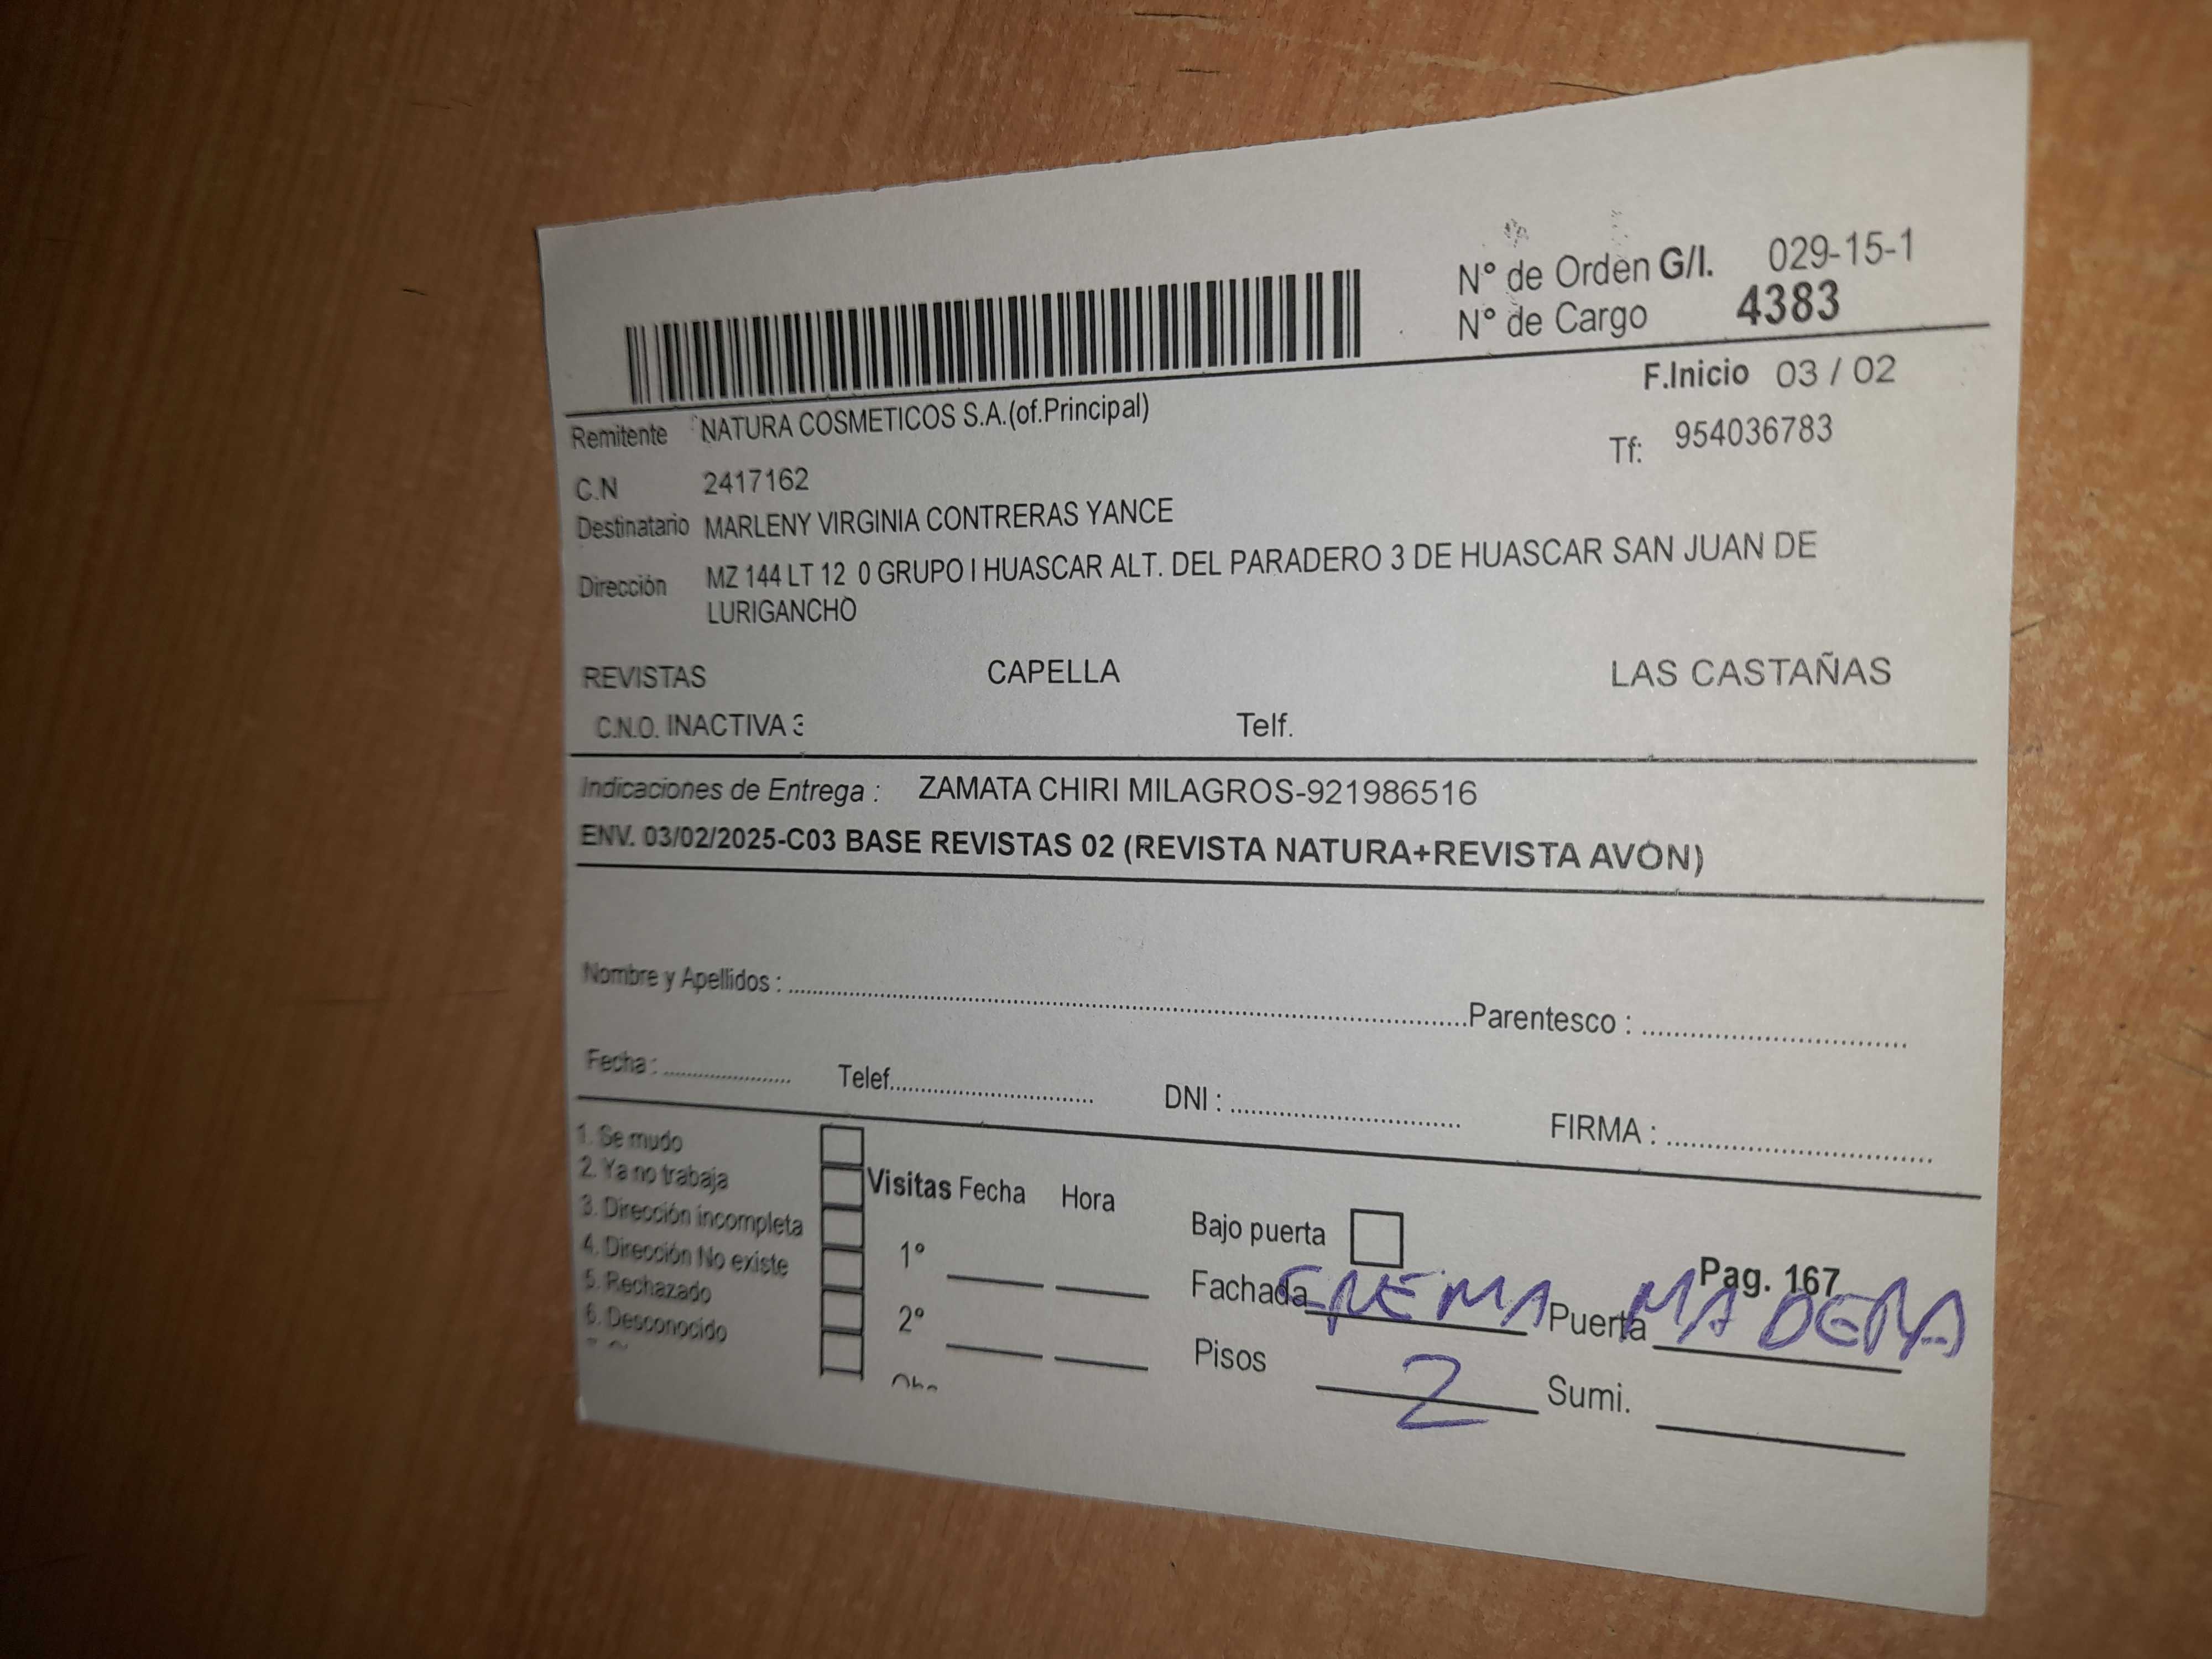 N° de Orden G/I. 029-15-1
N° de Cargo 4383
F.Inicio 03 / 02
Remitente NATURA COSMETICOS S.A.(of.Principal)
Tf: 954036783
C.N 2417162
Destinatario MARLENY VIRGINIA CONTRERAS YANCE
Dirección MZ 144 LT 12 0 GRUPO I HUASCAR ALT. DEL PARADERO 3 DE HUASCAR SAN JUAN DE
LURIGANCHO
REVISTAS CAPELLA LAS CASTAÑAS
C.N.O. INACTIVA 3 Telf.
Indicaciones de Entrega : ZAMATA CHIRI MILAGROS-921986516
ENV. 03/02/2025-C03 BASE REVISTAS 02 (REVISTA NATURA+REVISTA AVON)
Nombre y Apellidos : Parentesco :
Fecha : Telef. DNI : FIRMA :
1. Se mudo
2. Ya no trabaja
3. Dirección incompleta
4. Dirección No existe
5. Rechazado
6. Desconocido
Visitas Fecha Hora
1°
2°
Bajo puerta
Pag. 167
Fachada CREMA Puerta MADERA
Pisos 2 Sumi.